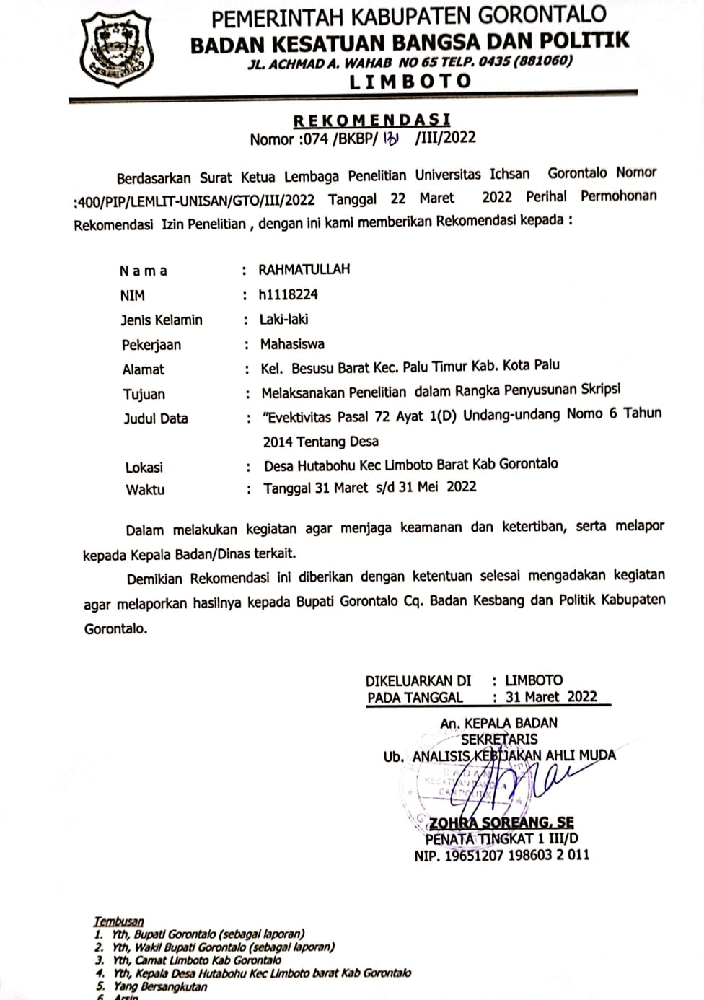 PEMERINTAH KABUPATEN GORONTALO
BADAN KESATUAN BANGSA DAN POLITIK
JL. ACHMAD A. WAHAB NO 65 TELP. 0435 (881060)
LIMBOTO
REKOMENDASI
Nomor :074 /BKBP/ 131 /III/2022
Berdasarkan Surat Ketua Lembaga Penelitian Universitas Ichsan Gorontalo Nomor
:400/PIP/LEMLIT-UNISAN/GTO/III/2022 Tanggal 22 Maret 2022 Perihal Permohonan
Rekomendasi Izin Penelitian , dengan ini kami memberikan Rekomendasi kepada :
N a m a : RAHMATULLAH
NIM : h1118224
Jenis Kelamin : Laki-laki
Pekerjaan : Mahasiswa
Alamat : Kel. Besusu Barat Kec. Palu Timur Kab. Kota Palu
Tujuan : Melaksanakan Penelitian dalam Rangka Penyusunan Skripsi
Judul Data : "Evektivitas Pasal 72 Ayat 1(D) Undang-undang Nomo 6 Tahun
2014 Tentang Desa
Lokasi : Desa Hutabohu Kec Limboto Barat Kab Gorontalo
Waktu : Tanggal 31 Maret s/d 31 Mei 2022
Dalam melakukan kegiatan agar menjaga keamanan dan ketertiban, serta melapor
kepada Kepala Badan/Dinas terkait.
Demikian Rekomendasi ini diberikan dengan ketentuan selesai mengadakan kegiatan
agar melaporkan hasilnya kepada Bupati Gorontalo Cq. Badan Kesbang dan Politik Kabupaten
Gorontalo.
DIKELUARKAN DI : LIMBOTO
PADA TANGGAL : 31 Maret 2022
An. KEPALA BADAN
SEKRETARIS
Ub. ANALISIS KEBIJAKAN AHLI MUDA
BADAN
KESATUAN BANGSA
DAN POLITIK
ZOHRA SOREANG, SE
PENATA TINGKAT 1 III/D
NIP. 19651207 198603 2 011
Tembusan
1. Yth, Bupati Gorontalo (sebagai laporan)
2. Yth, Wakil Bupati Gorontalo (sebagai laporan)
3. Yth, Camat Limboto Kab Gorontalo
4. Yth, Kepala Desa Hutabohu Kec Limboto barat Kab Gorontalo
5. Yang Bersangkutan
6. Arsip